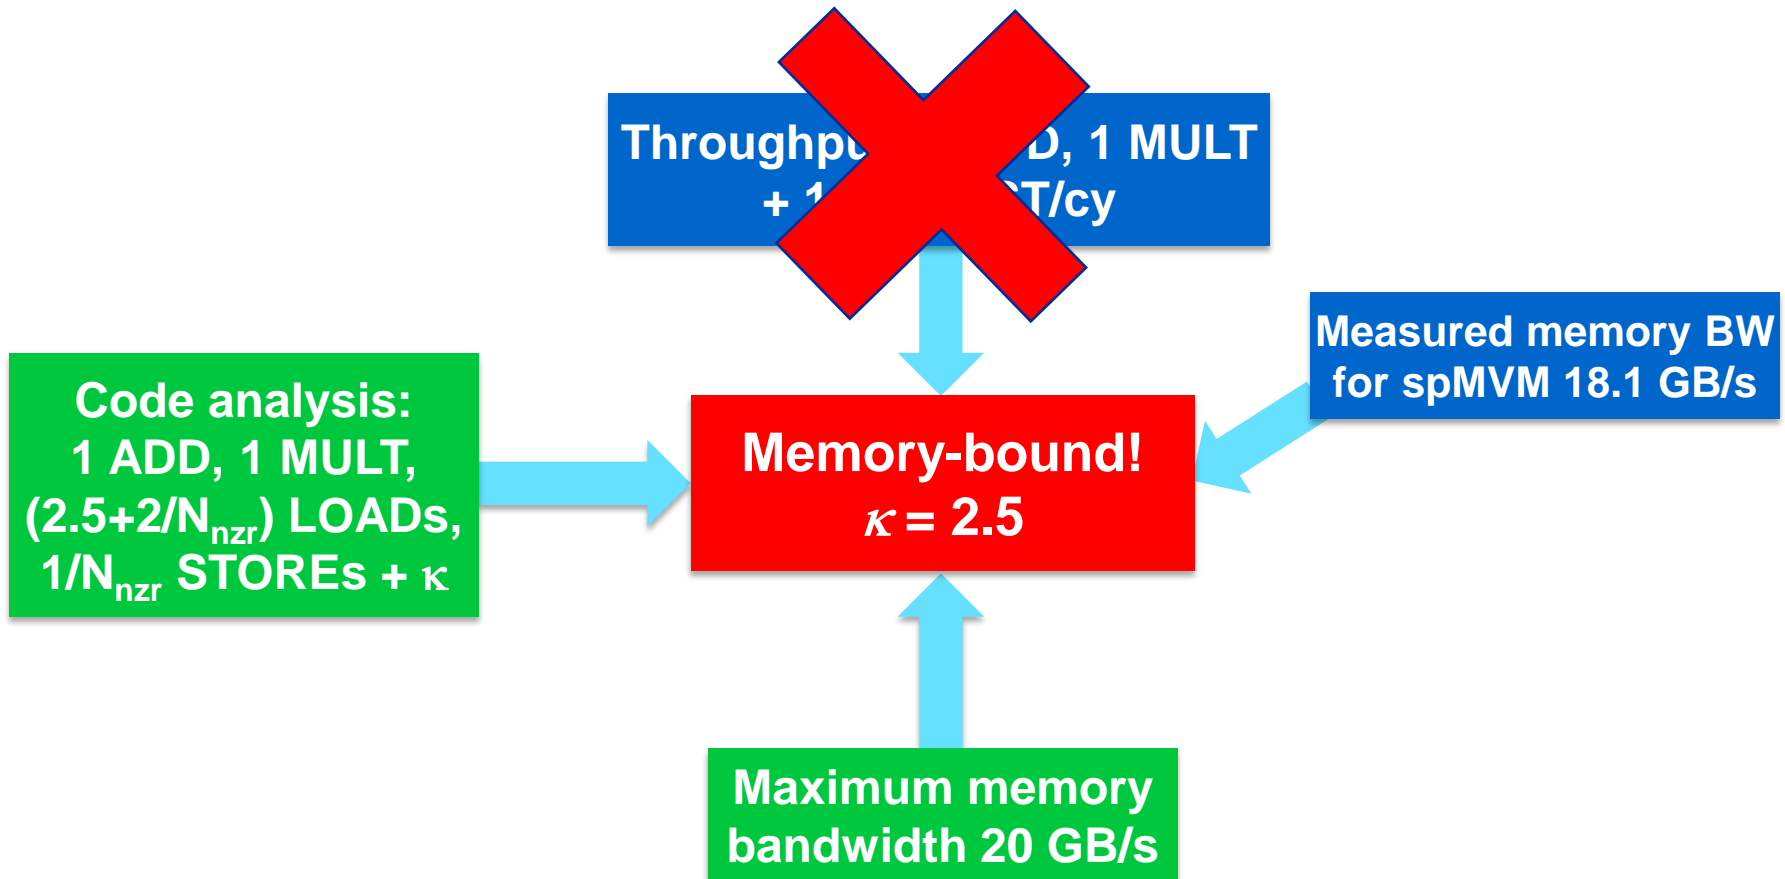 Throughpu D, 1 MULT
+ 1 ST/cy
Measured memory BW
for spMVM 18.1 GB/s
Code analysis:
1 ADD, 1 MULT,
(2.5+2/Nnzr) LOADs,
1/Nnzr STOREs + κ
Memory-bound!
κ = 2.5
Maximum memory
bandwidth 20 GB/s